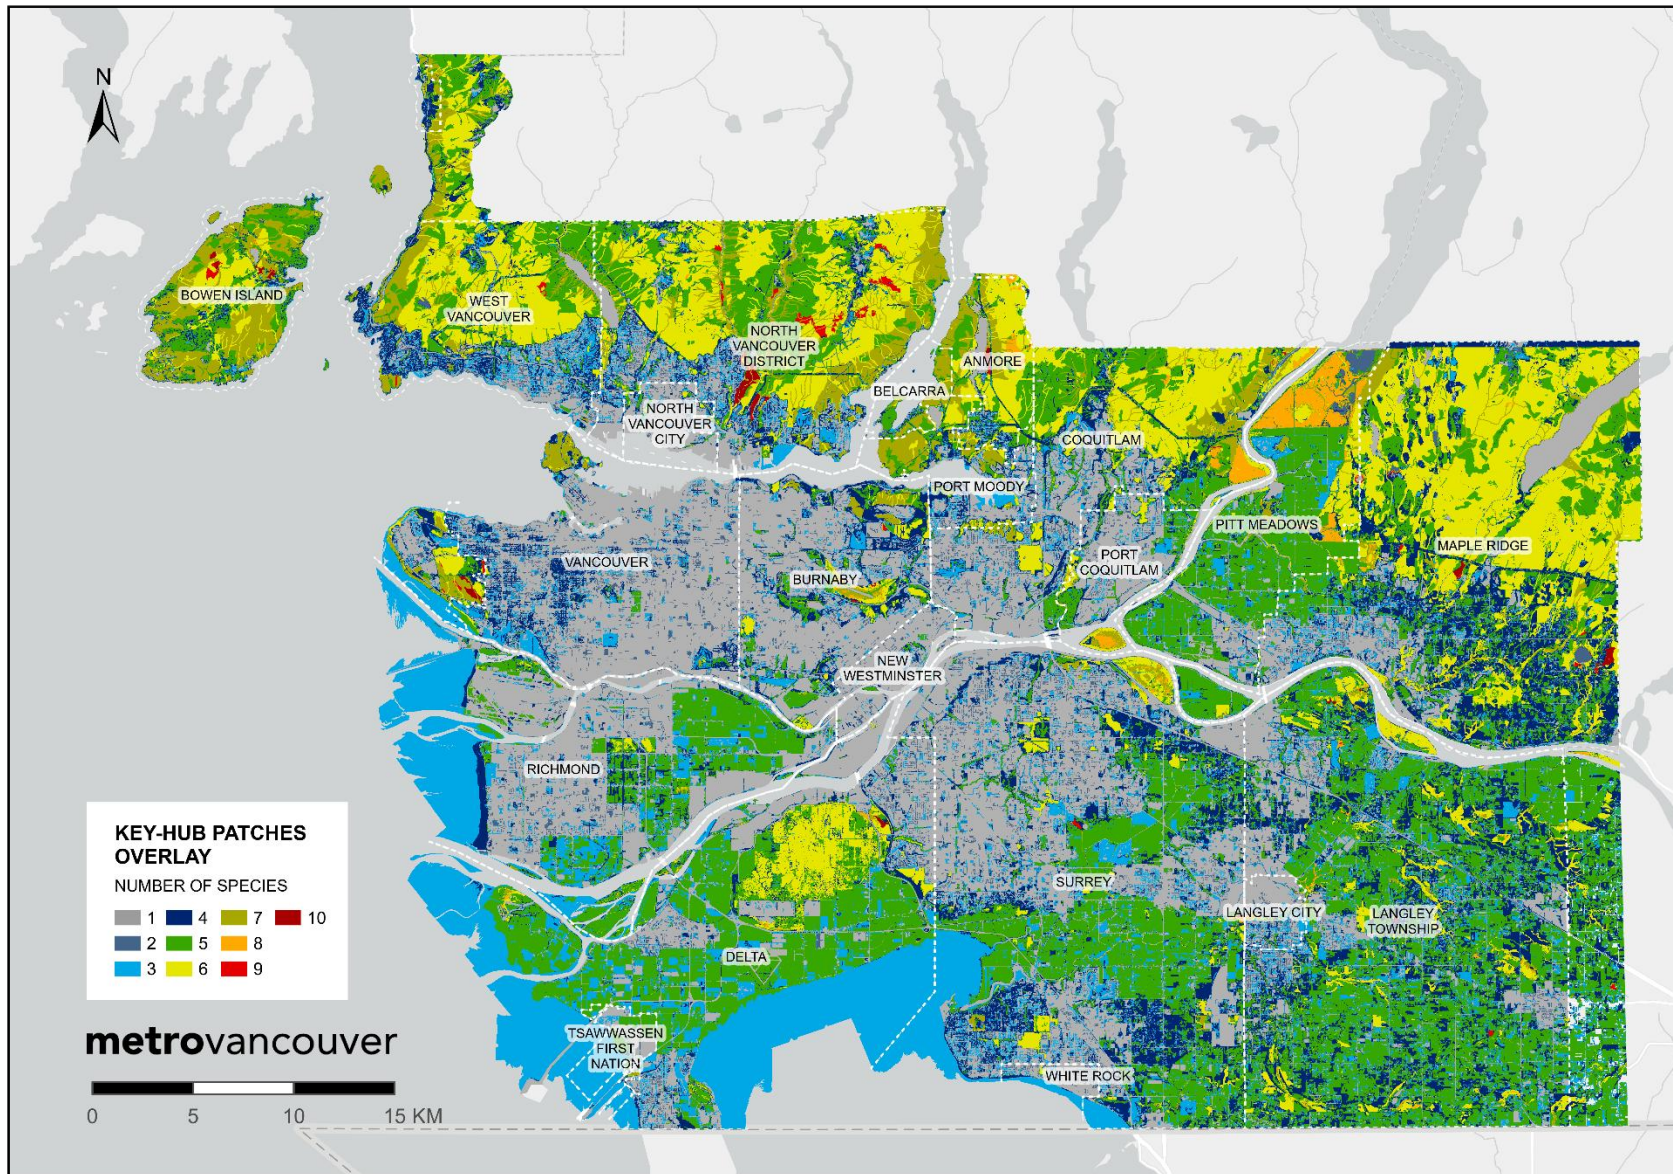 N
BOWEN ISLAND
WEST
VANCOUVER
NORTH
VANCOUVER
DISTRICT
ANMORE
BELCARRA
NORTH
VANCOUVER
CITY
COQUITLAM
PORT MOODY
PITT MEADOWS
MAPLE RIDGE
VANCOUVER
PORT
COQUITLAM
BURNABY
NEW
WESTMINSTER
RICHMOND
SURREY
LANGLEY CITY
LANGLEY
TOWNSHIP
DELTA
TSAWWASSEN
FIRST
NATION
WHITE ROCK
KEY-HUB PATCHES
OVERLAY
NUMBER OF SPECIES
1 4 7 10
2 5 8
3 6 9
metrovancouver
0 5 10 15 KM